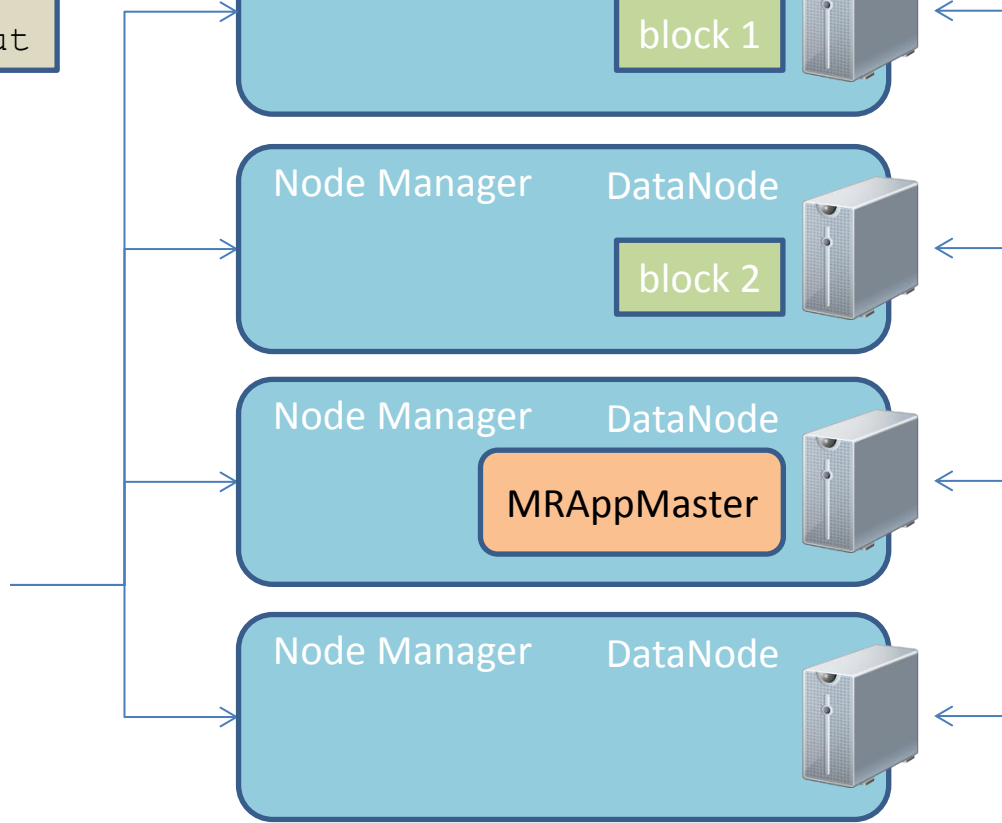 block 1
Node Manager DataNode
block 2
Node Manager DataNode
MRAppMaster
Node Manager DataNode